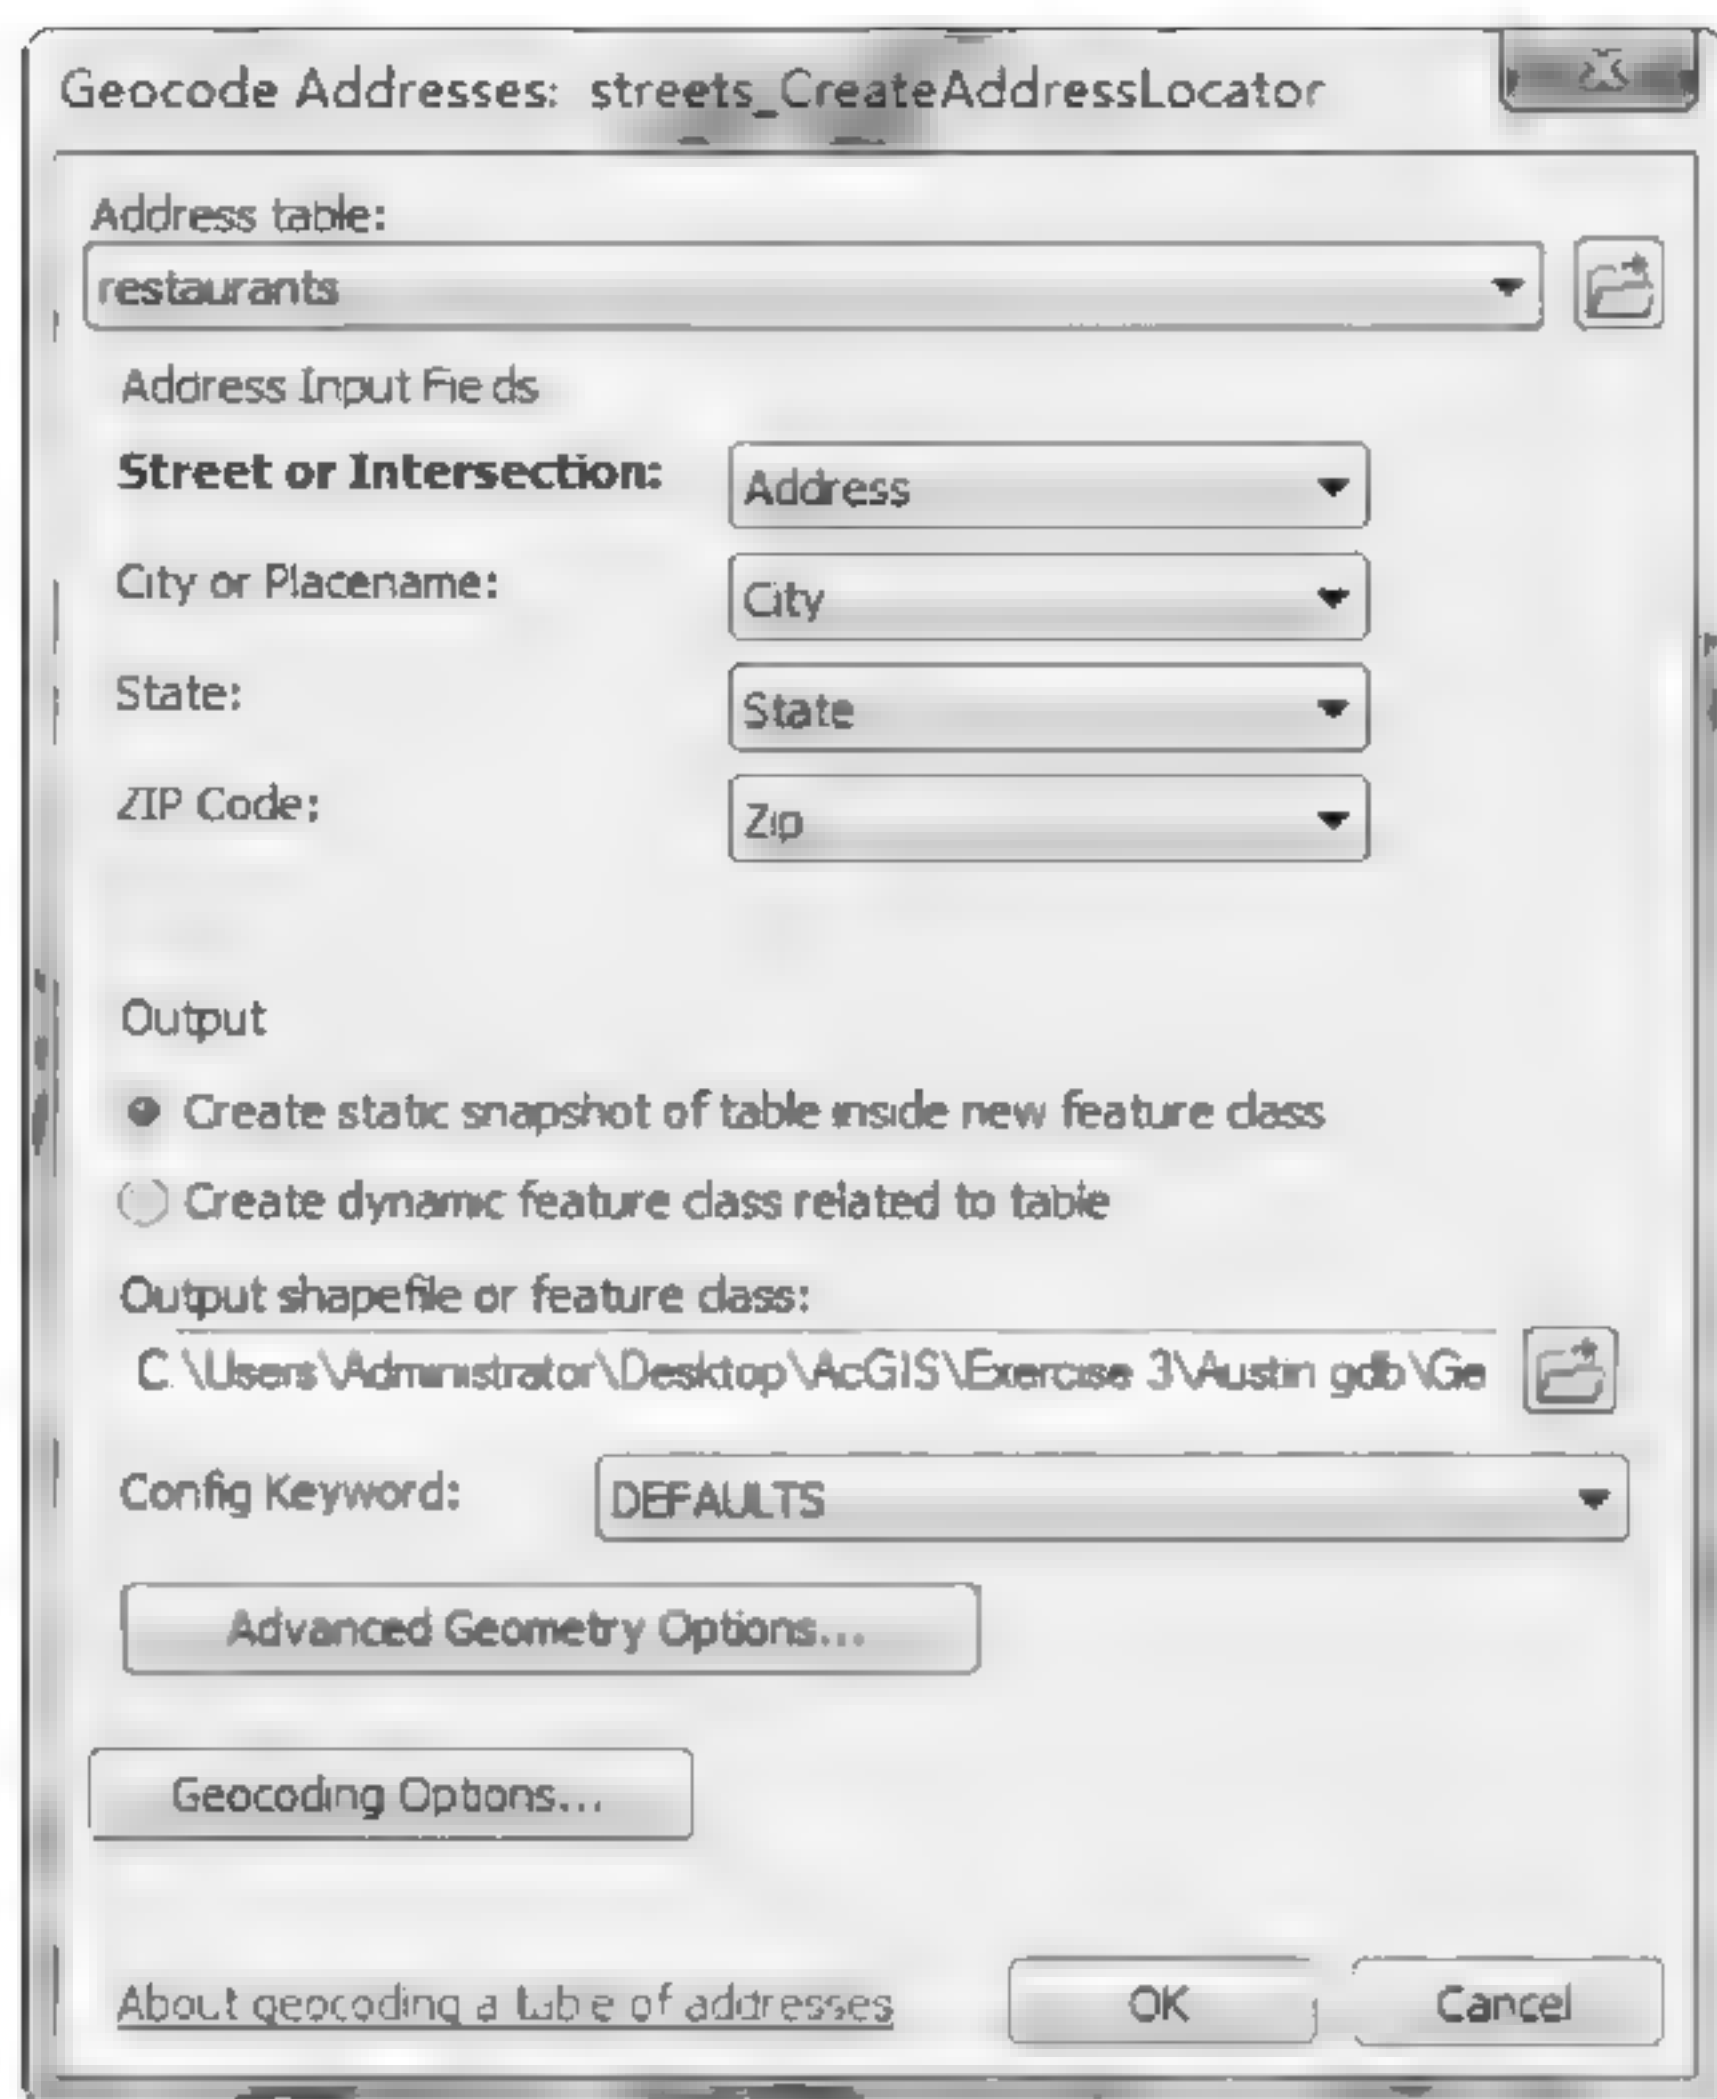 Geocode Addresses: streets_CreateAddressLocator
Address table:
restaurants
Address Input Fields
Street or Intersection:
Address
City or Placename:
City
State:
State
ZIP Code:
Zip
Output
Create static snapshot of table inside new feature class
Create dynamic feature class related to table
Output shapefile or feature class:
C:\Users\Administrator\Desktop\AcGIS\Exercise 3\Austin.gdb\Ge
Config Keyword:
DEFAULTS
Advanced Geometry Options...
Geocoding Options...
About geocoding a table of addresses
OK
Cancel